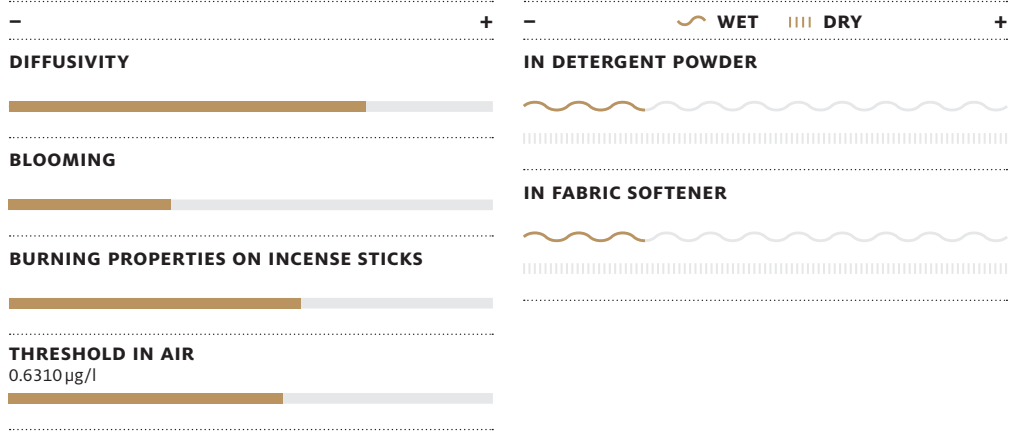 – +
DIFFUSIVITY
BLOOMING
BURNING PROPERTIES ON INCENSE STICKS
THRESHOLD IN AIR
0.6310 µg/l
– WET DRY +
IN DETERGENT POWDER
IN FABRIC SOFTENER